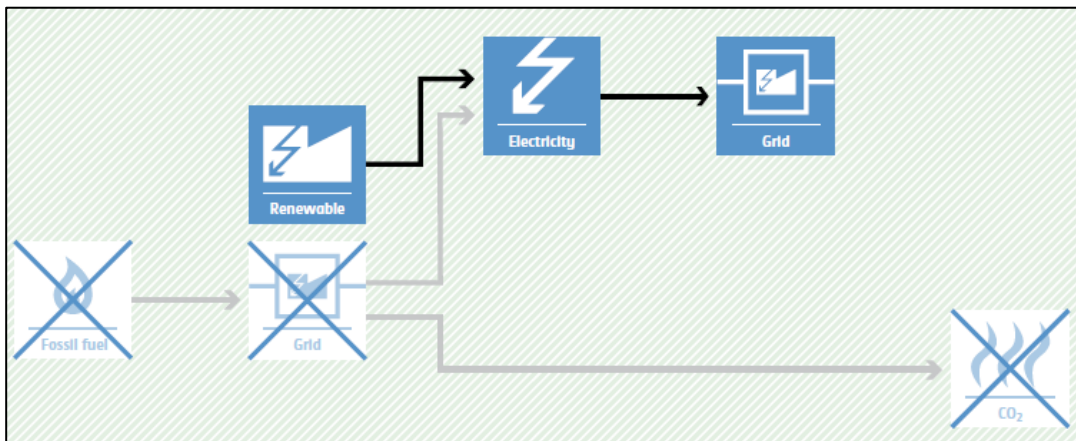 Electricity
Grid
Renewable
Fossil fuel
Grid
CO₂